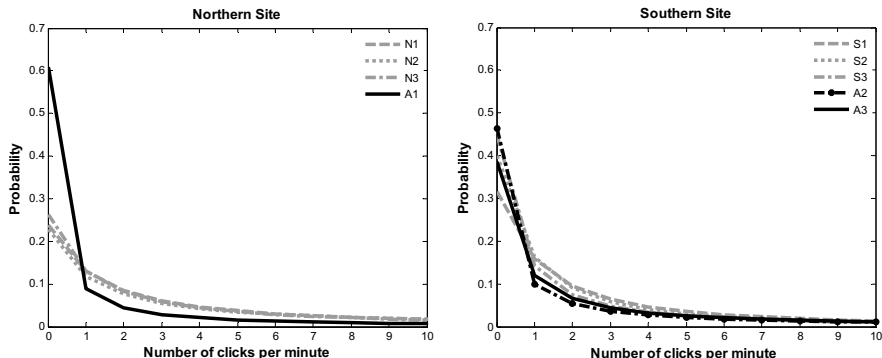 Northern Site
0.7
0.6
0.5
0.4
0.3
0.2
0.1
0
Probability
N1
N2
N3
A1
0 1 2 3 4 5 6 7 8 9 10
Number of clicks per minute
Southern Site
0.7
0.6
0.5
0.4
0.3
0.2
0.1
0
Probability
S1
S2
S3
A2
A3
0 1 2 3 4 5 6 7 8 9 10
Number of clicks per minute